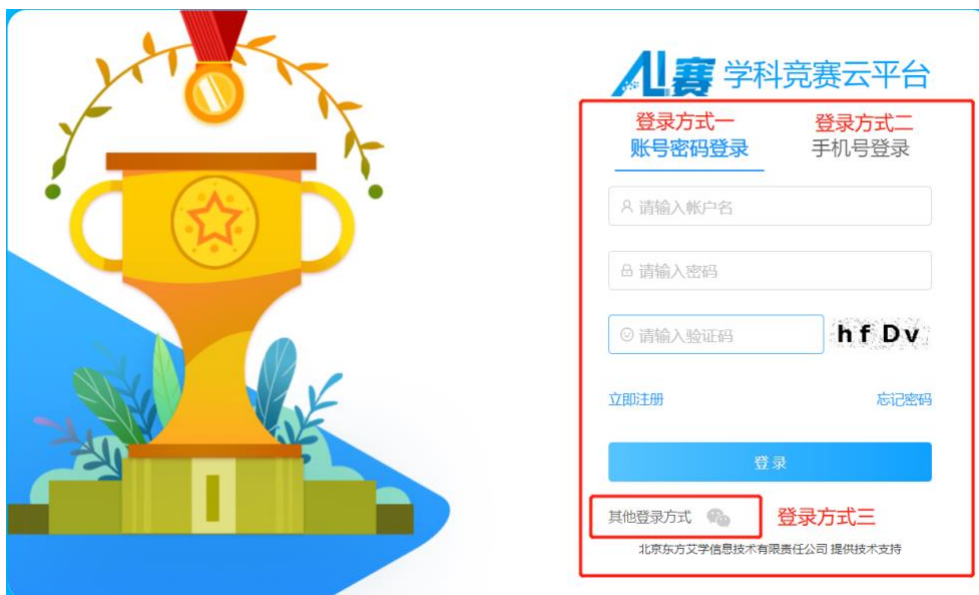 AI赛 学科竞赛云平台
登录方式一 登录方式二
账号密码登录 手机号登录
请输入帐户名
请输入密码
请输入验证码 hfDv
立即注册 忘记密码
登录
其他登录方式 登录方式三
北京东方艾学信息技术有限责任公司 提供技术支持